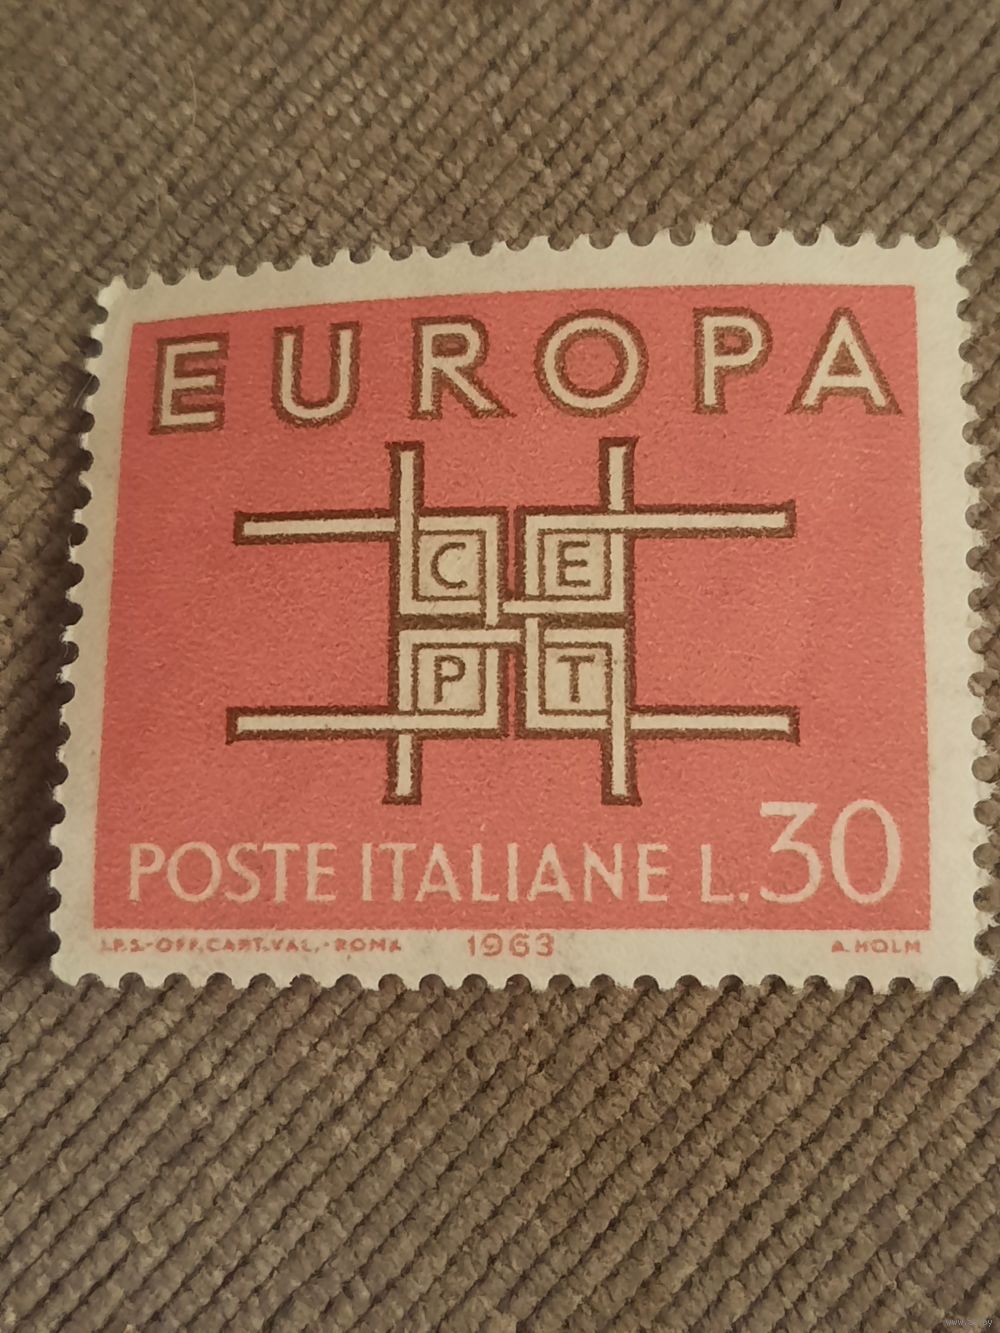 EUROPA
C E
P T
POSTE ITALIANE L.30
I.P.S.-OFF.CART.VAL.-ROMA 1963 A.HOLM